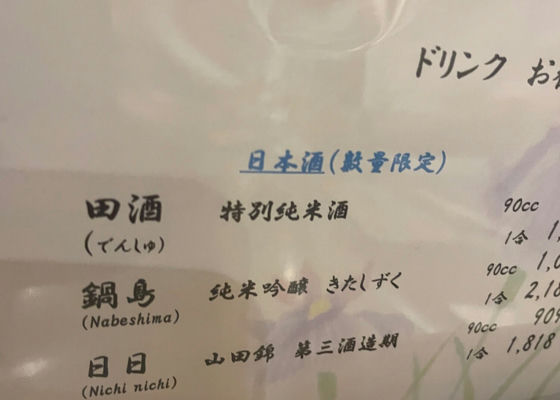 ドリンク
日本酒(数量限定)
田酒 特別純米酒 90cc
(でんしゅ) 1合
鍋島 純米吟醸 きたしずく 90cc
(Nabeshima) 1合
日日 山田錦 第三酒造期 90cc 909
(Nichi nichi) 1合 1,818